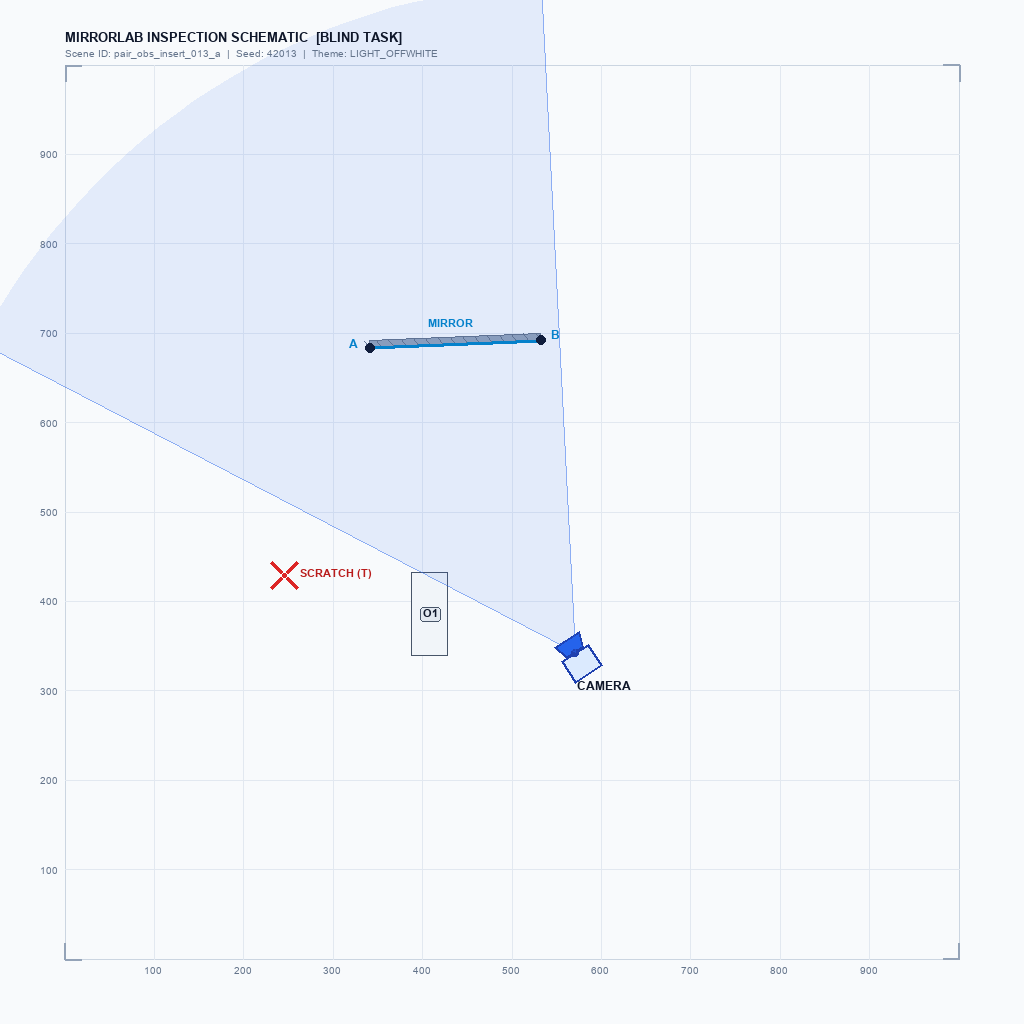 MIRRORLAB INSPECTION SCHEMATIC [BLIND TASK]
Scene ID: pair_obs_insert_013_a | Seed: 42013 | Theme: LIGHT_OFFWHITE
900
800
700
MIRROR
A
B
600
500
SCRATCH (T)
400
O1
CAMERA
300
200
100
100 200 300 400 500 600 700 800 900